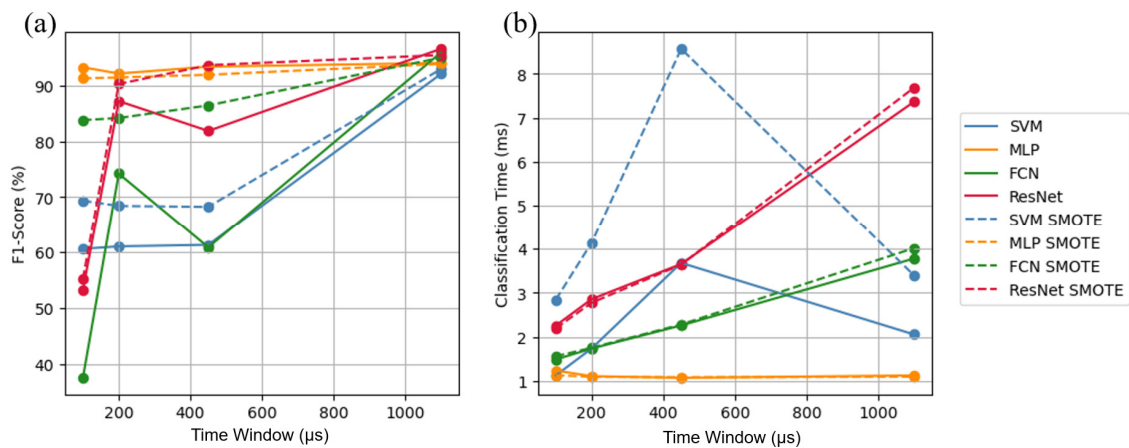 (a)
90
80
70
60
50
40
F1-Score (%)
200
400
600
800
1000
Time Window (μs)
(b)
8
7
6
5
4
3
2
1
Classification Time (ms)
200
400
600
800
1000
Time Window (μs)
SVM
MLP
FCN
ResNet
SVM SMOTE
MLP SMOTE
FCN SMOTE
ResNet SMOTE